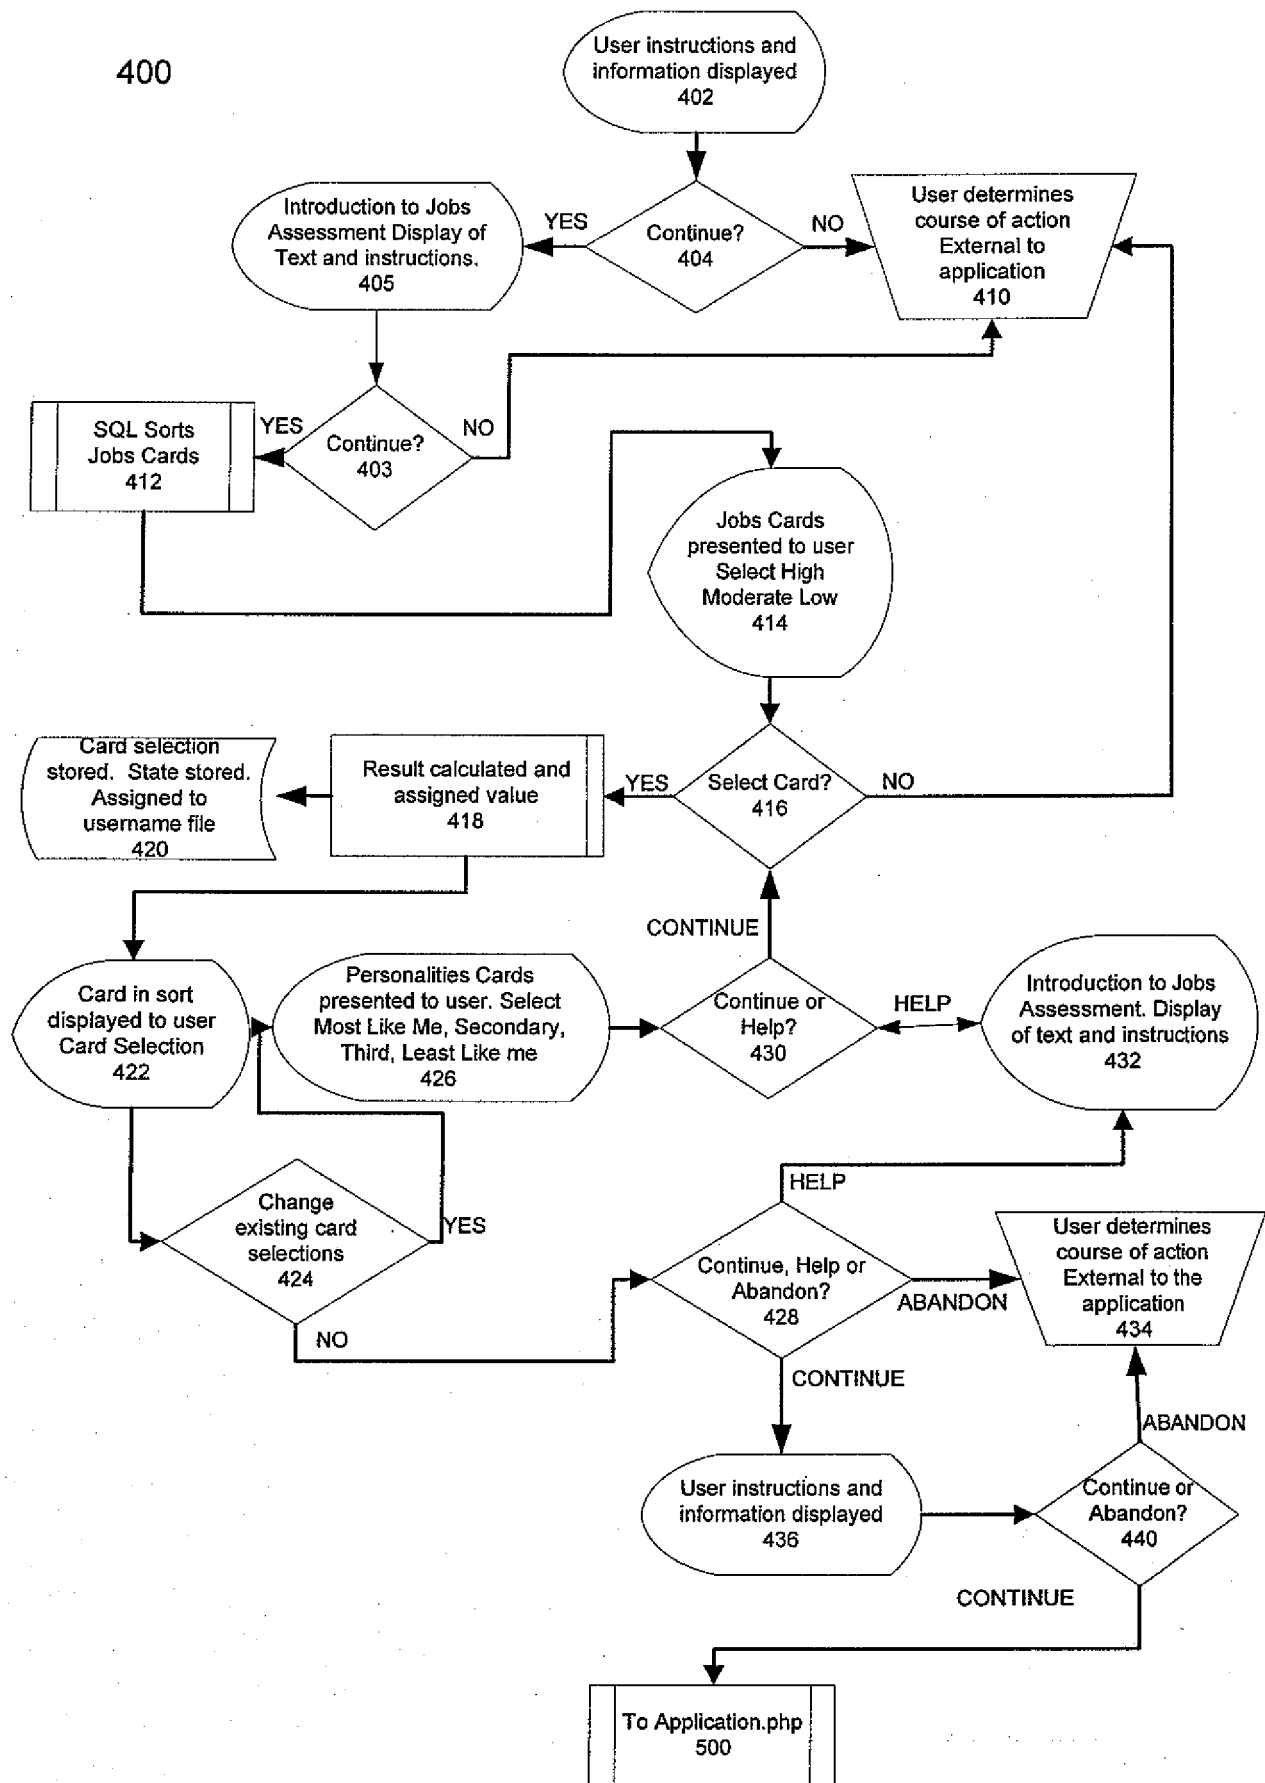 400
User instructions and
information displayed
402
Introduction to Jobs
Assessment Display of
Text and instructions.
405
YES
Continue?
404
NO
User determines
course of action
External to
application
410
SQL Sorts
Jobs Cards
412
YES
Continue?
403
NO
Jobs Cards
presented to user
Select High
Moderate Low
414
Card selection
stored. State stored.
Assigned to
username file
420
Result calculated and
assigned value
418
YES
Select Card?
416
NO
CONTINUE
Card in sort
displayed to user
Card Selection
422
Personalities Cards
presented to user. Select
Most Like Me, Secondary,
Third, Least Like me
426
Continue or
Help?
430
HELP
Introduction to Jobs
Assessment. Display
of text and instructions
432
Change
existing card
selections
424
YES
NO
HELP
Continue, Help or
Abandon?
428
ABANDON
User determines
course of action
External to the
application
434
CONTINUE
ABANDON
User instructions and
information displayed
436
Continue or
Abandon?
440
CONTINUE
To Application.php
500